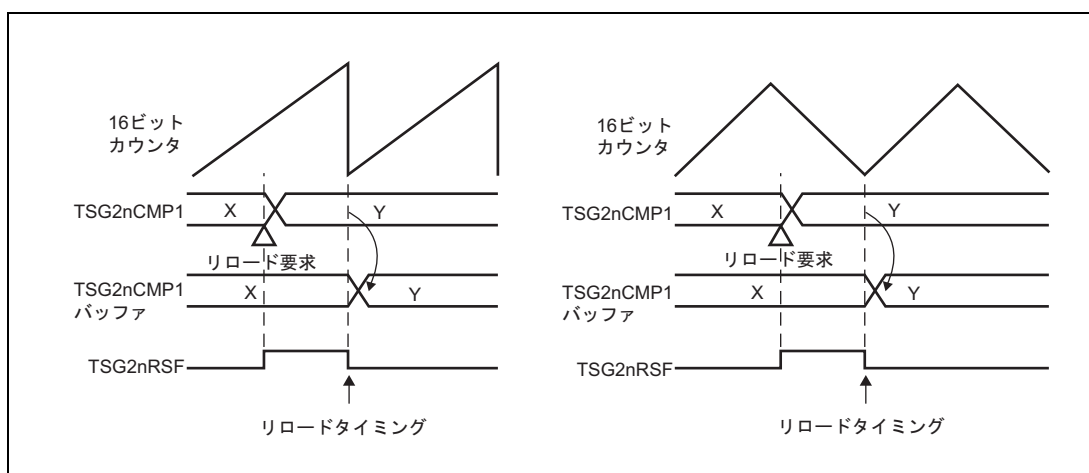 16ビット
カウンタ
TSG2nCMP1
X
Y
リロード要求
TSG2nCMP1
バッファ
X
Y
TSG2nRSF
リロードタイミング
16ビット
カウンタ
TSG2nCMP1
X
Y
リロード要求
TSG2nCMP1
バッファ
X
Y
TSG2nRSF
リロードタイミング